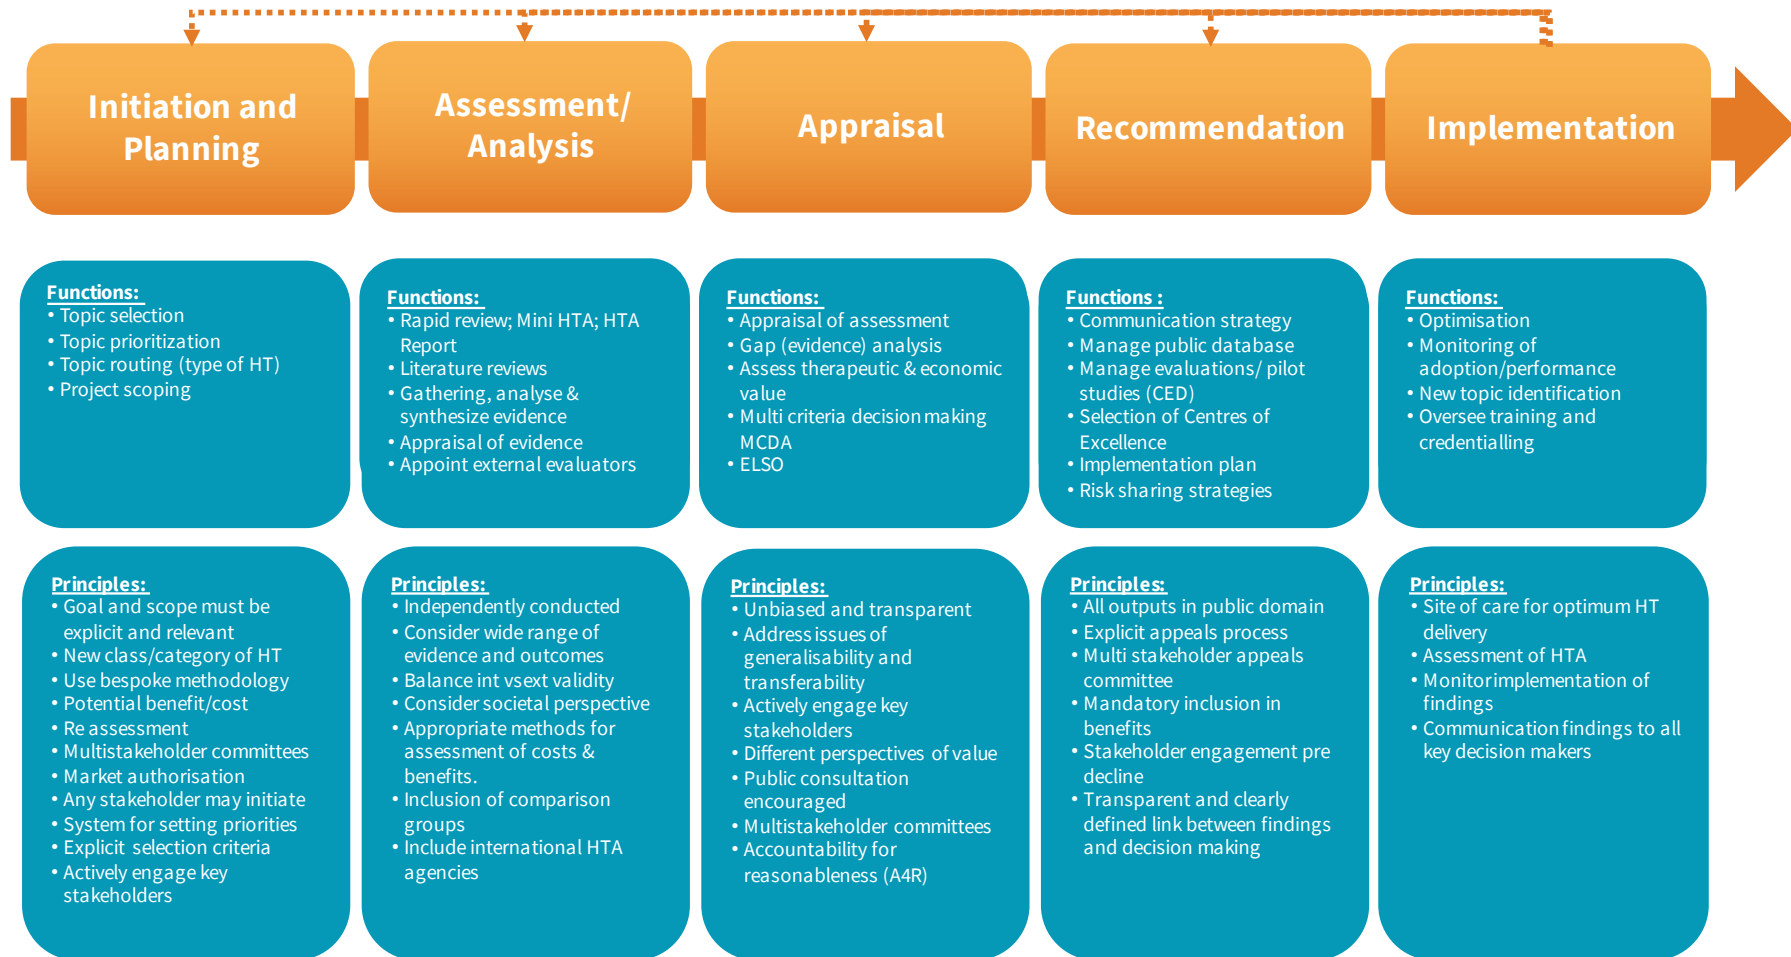 Initiation and
Planning
Assessment/
Analysis
Appraisal
Recommendation
Implementation
Functions:
• Topic selection
• Topic prioritization
• Topic routing (type of HT)
• Project scoping
Functions:
• Rapid review; Mini HTA; HTA
Report
• Literature reviews
• Gathering, analyse &
synthesize evidence
• Appraisal of evidence
• Appoint external evaluators
Functions:
• Appraisal of assessment
• Gap (evidence) analysis
• Assess therapeutic & economic
value
• Multi criteria decision making
MCDA
• ELSO
Functions :
• Communication strategy
• Manage public database
• Manage evaluations/ pilot
studies (CED)
• Selection of Centres of
Excellence
• Implementation plan
• Risk sharing strategies
Functions:
• Optimisation
• Monitoring of
adoption/performance
• New topic identification
• Oversee training and
credentialling
Principles:
• Goal and scope must be
explicit and relevant
• New class/category of HT
• Use bespoke methodology
• Potential benefit/cost
• Re assessment
• Multistakeholder committees
• Market authorisation
• Any stakeholder may initiate
• System for setting priorities
• Explicit selection criteria
• Actively engage key
stakeholders
Principles:
• Independently conducted
• Consider wide range of
evidence and outcomes
• Balance int vsext validity
• Consider societal perspective
• Appropriate methods for
assessment of costs &
benefits.
• Inclusion of comparison
groups
• Include international HTA
agencies
Principles:
• Unbiased and transparent
• Address issues of
generalisability and
transferability
• Actively engage key
stakeholders
• Different perspectives of value
• Public consultation
encouraged
• Multistakeholder committees
• Accountability for
reasonableness (A4R)
Principles:
• All outputs in public domain
• Explicit appeals process
• Multi stakeholder appeals
committee
• Mandatory inclusion in
benefits
• Stakeholder engagement pre
decline
• Transparent and clearly
defined link between findings
and decision making
Principles:
• Site of care for optimum HT
delivery
• Assessment of HTA
• Monitor implementation of
findings
• Communication findings to all
key decision makers